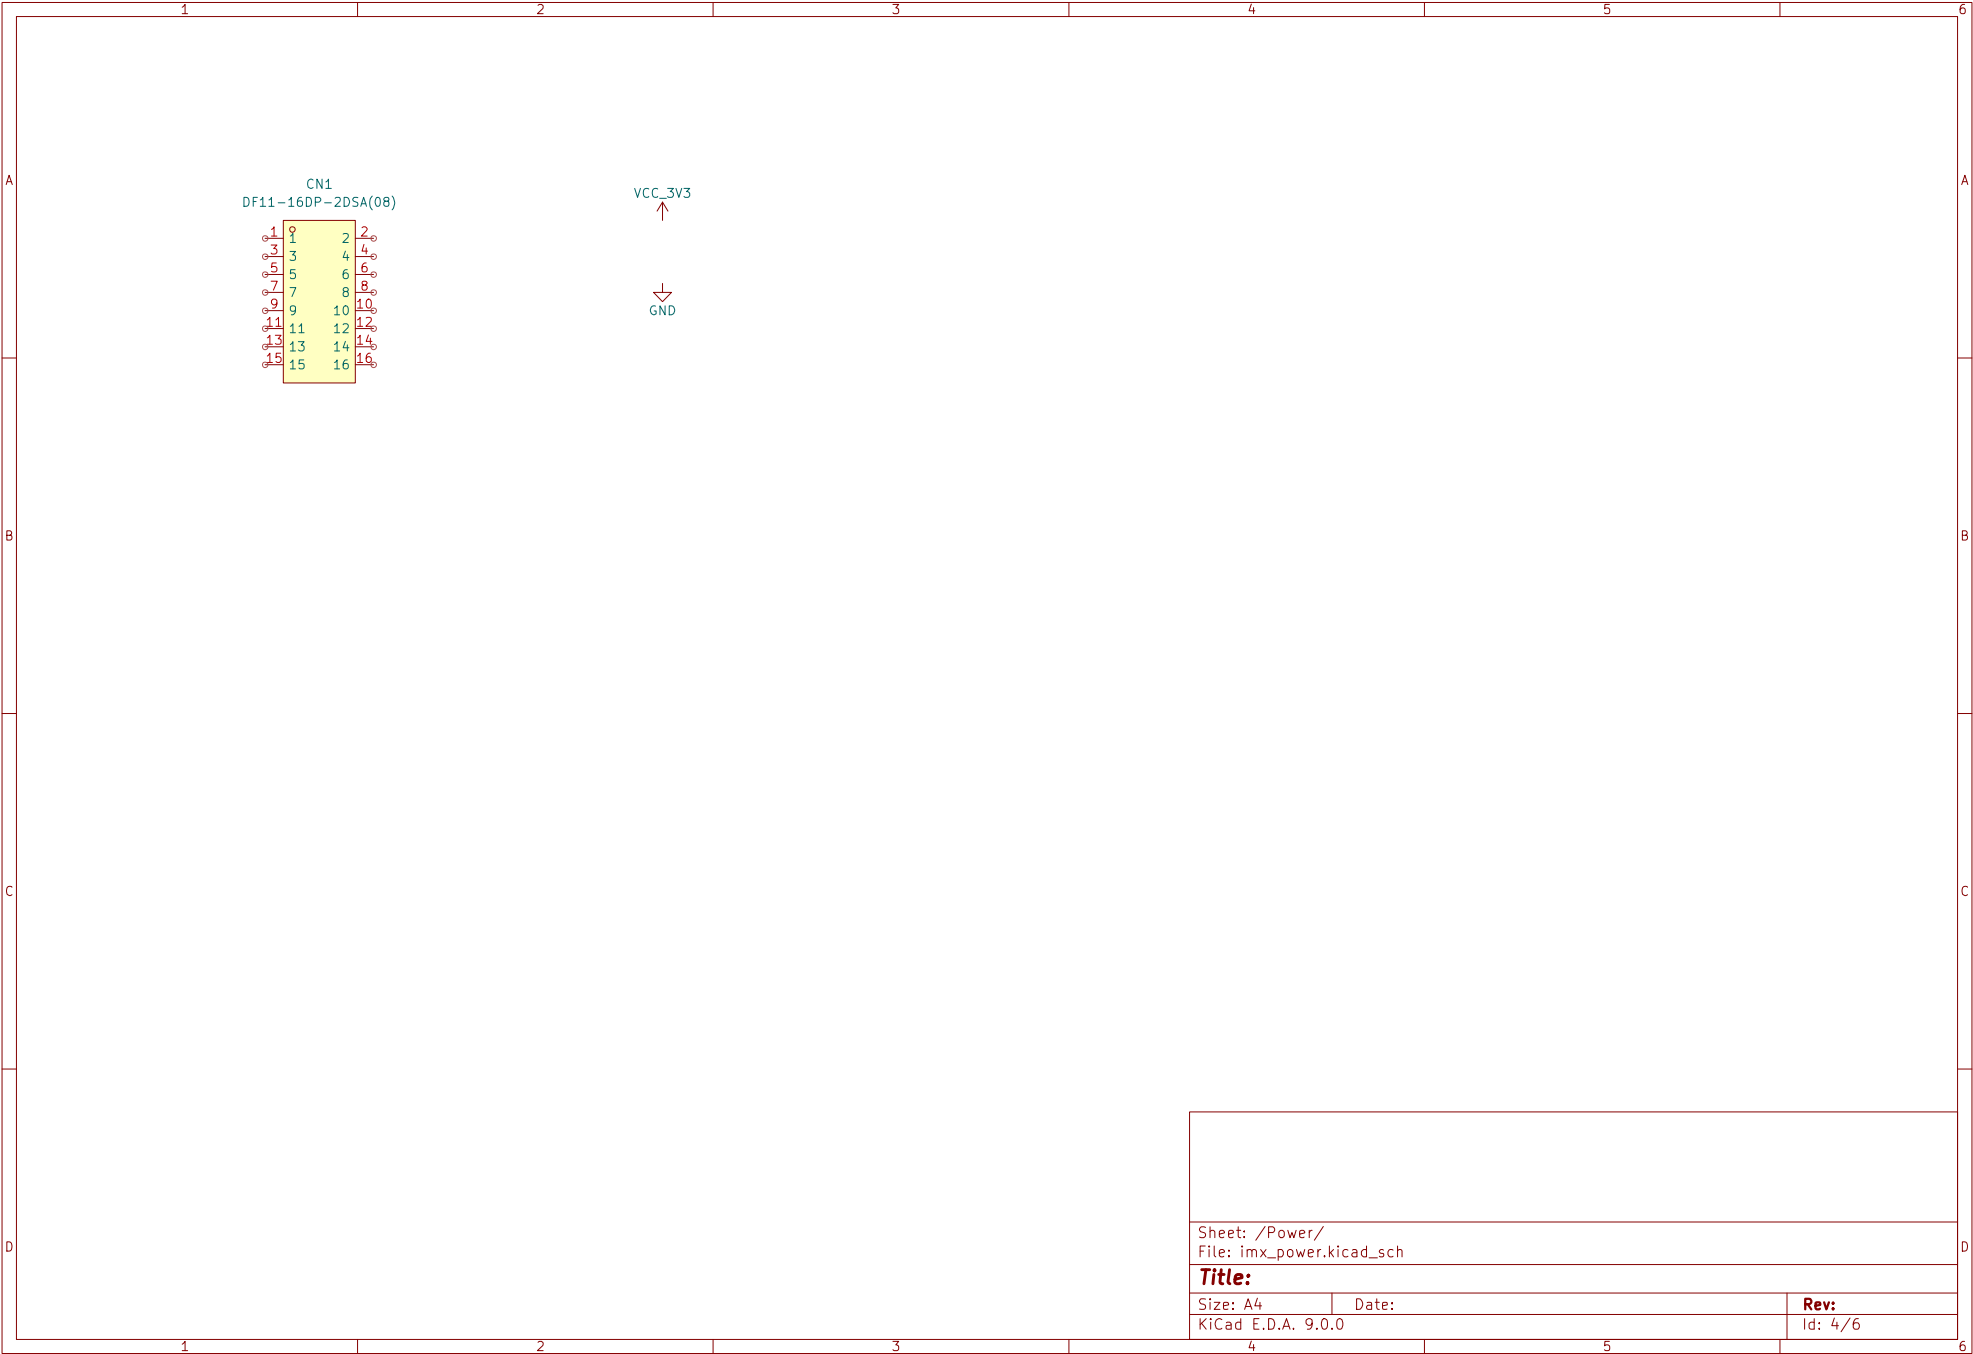 1 2 3 4 5 6
A A
CN1
DF11-16DP-2DSA(08)
VCC_3V3
1 1 2 2
3 3 4 4
5 5 6 6
7 7 8 8
9 9 10 10
11 11 12 12
13 13 14 14
15 15 16 16
GND
B B
C C
D D
Sheet: /Power/
File: imx_power.kicad_sch
Title:
Size: A4 Date: Rev:
KiCad E.D.A. 9.0.0 Id: 4/6
1 2 3 4 5 6